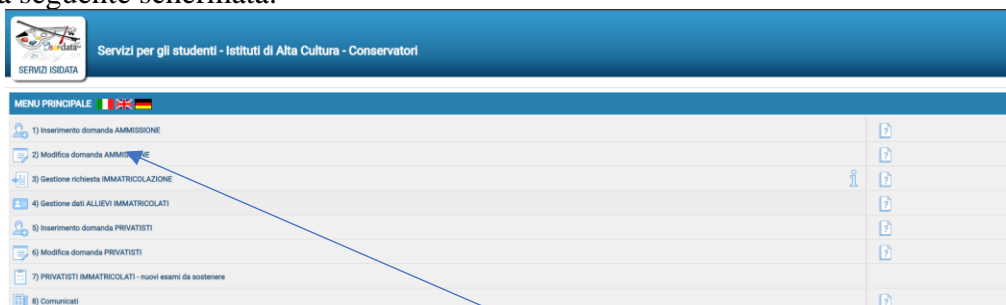 a seguente schermata:
Isidata
SERVIZI ISIDATA
Servizi per gli studenti - Istituti di Alta Cultura - Conservatori
MENU PRINCIPALE
1) Inserimento domanda AMMISSIONE
2) Modifica domanda AMMISSIONE
3) Gestione richiesta IMMATRICOLAZIONE
4) Gestione dati ALLIEVI IMMATRICOLATI
5) Inserimento domanda PRIVATISTI
6) Modifica domanda PRIVATISTI
7) PRIVATISTI IMMATRICOLATI - nuovi esami da sostenere
8) Comunicati